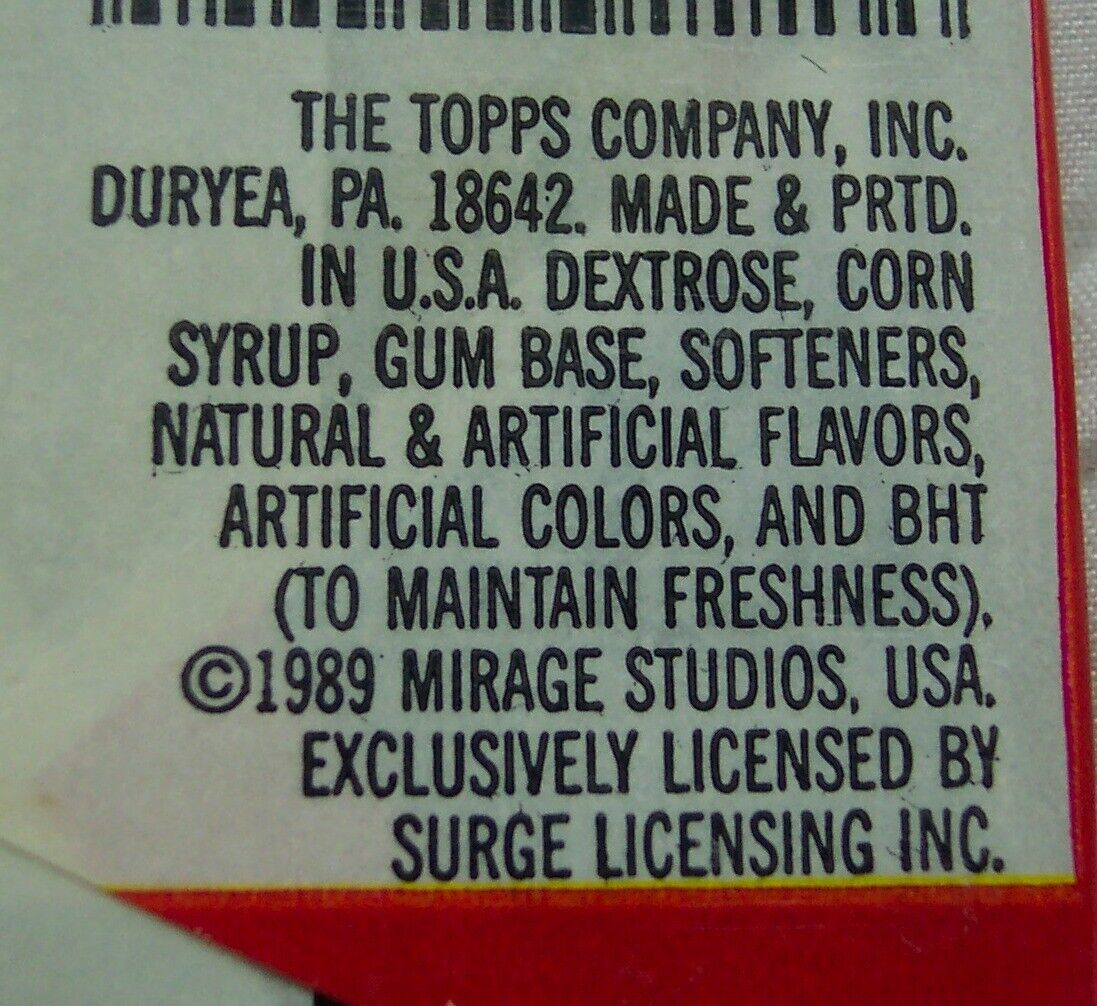 THE TOPPS COMPANY, INC.
DURYEA, PA. 18642. MADE & PRTD.
IN U.S.A. DEXTROSE, CORN
SYRUP, GUM BASE, SOFTENERS,
NATURAL & ARTIFICIAL FLAVORS,
ARTIFICIAL COLORS, AND BHT
(TO MAINTAIN FRESHNESS).
©1989 MIRAGE STUDIOS, USA.
EXCLUSIVELY LICENSED BY
SURGE LICENSING INC.